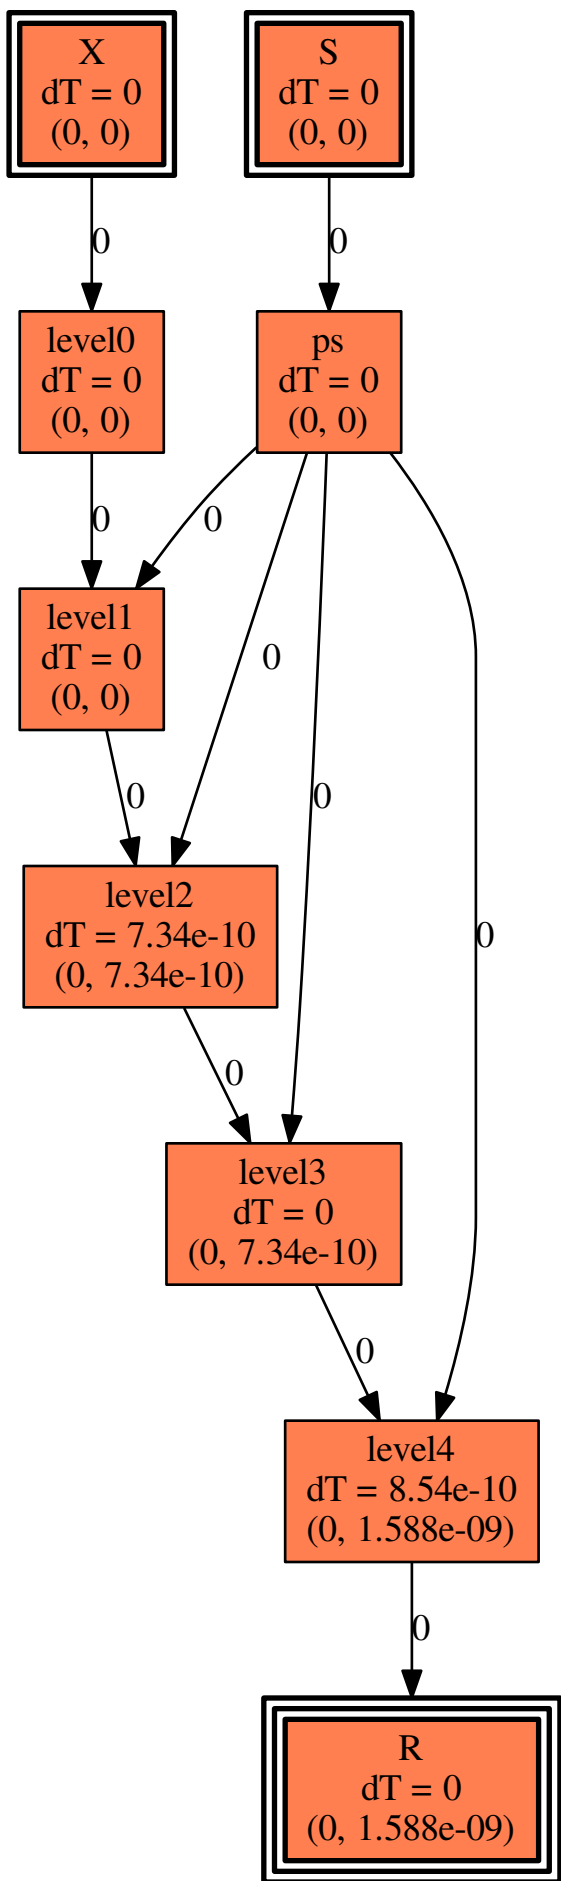 X
dT = 0
(0, 0)
S
dT = 0
(0, 0)
0
0
level0
dT = 0
(0, 0)
ps
dT = 0
(0, 0)
0
0
level1
dT = 0
(0, 0)
0
0
0
level2
dT = 7.34e-10
(0, 7.34e-10)
0
0
level3
dT = 0
(0, 7.34e-10)
0
level4
dT = 8.54e-10
(0, 1.588e-09)
0
R
dT = 0
(0, 1.588e-09)